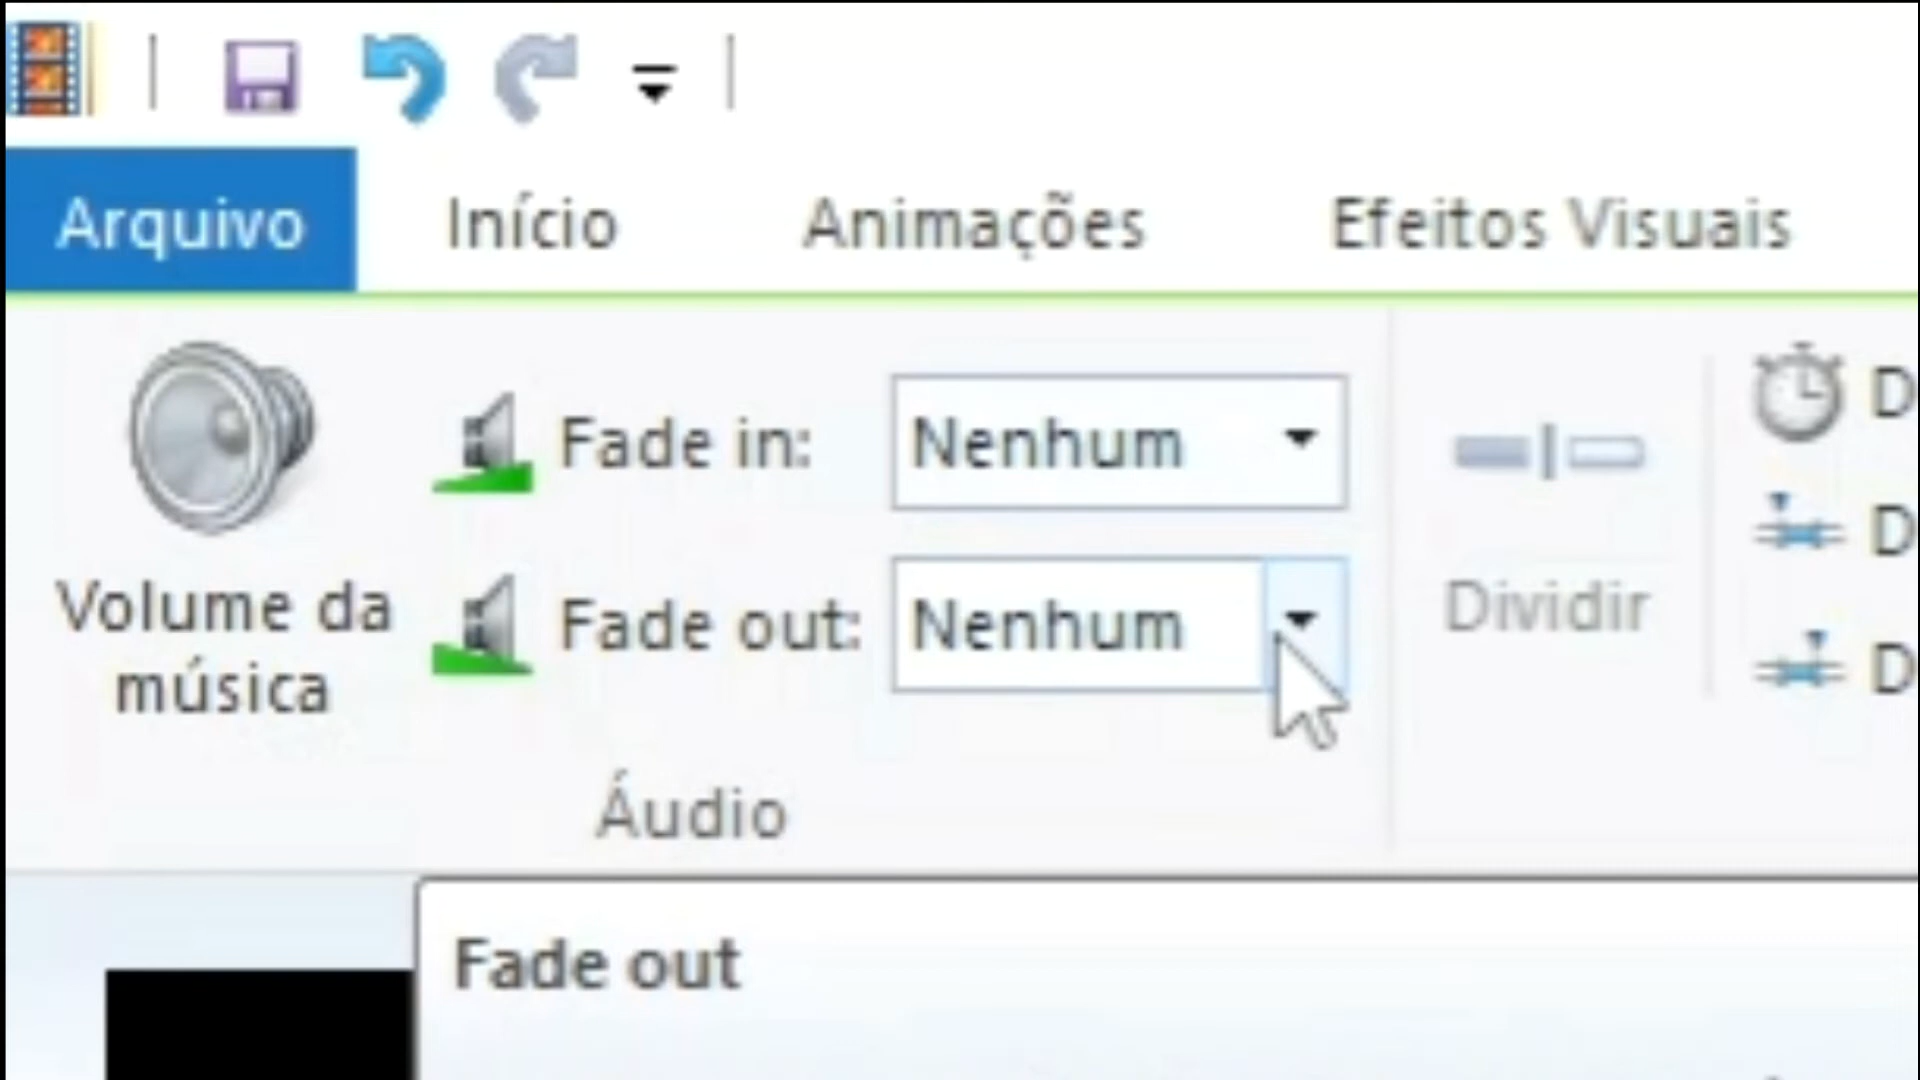 Arquivo Início Animações Efeitos Visuais
Fade in: Nenhum
Volume da música
Fade out: Nenhum
Dividir
D
D
D
Áudio
Fade out